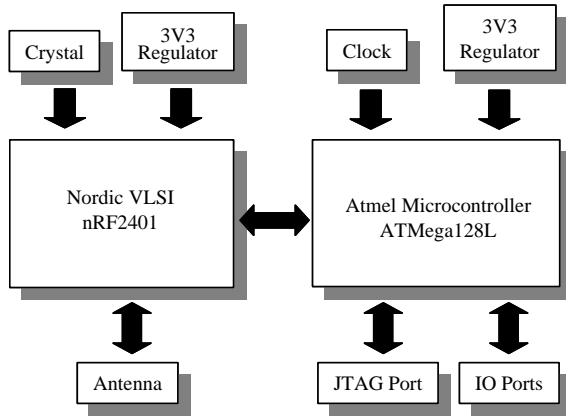 Crystal
3V3
Regulator
Clock
3V3
Regulator
Nordic VLSI
nRF2401
Atmel Microcontroller
ATMega128L
Antenna
JTAG Port
IO Ports